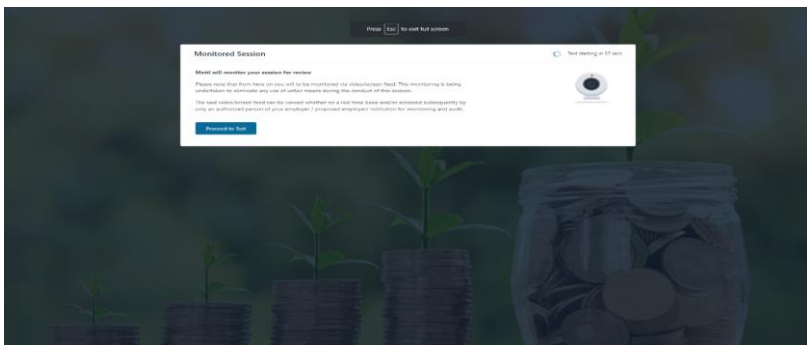 Press Esc to exit full screen
Monitored Session
Test starting in 57 secs
Mettl will monitor your session for review
Please note that from here on you will to be monitored via video/screen feed. This monitoring is being
undertaken to eliminate any use of unfair means during the conduct of this session.
The said video/screen feed can be viewed whether on a real time basis and/or accessed subsequently by
only an authorized person of your employer / proposed employer/ institution for monitoring and audit.
Proceed to Test